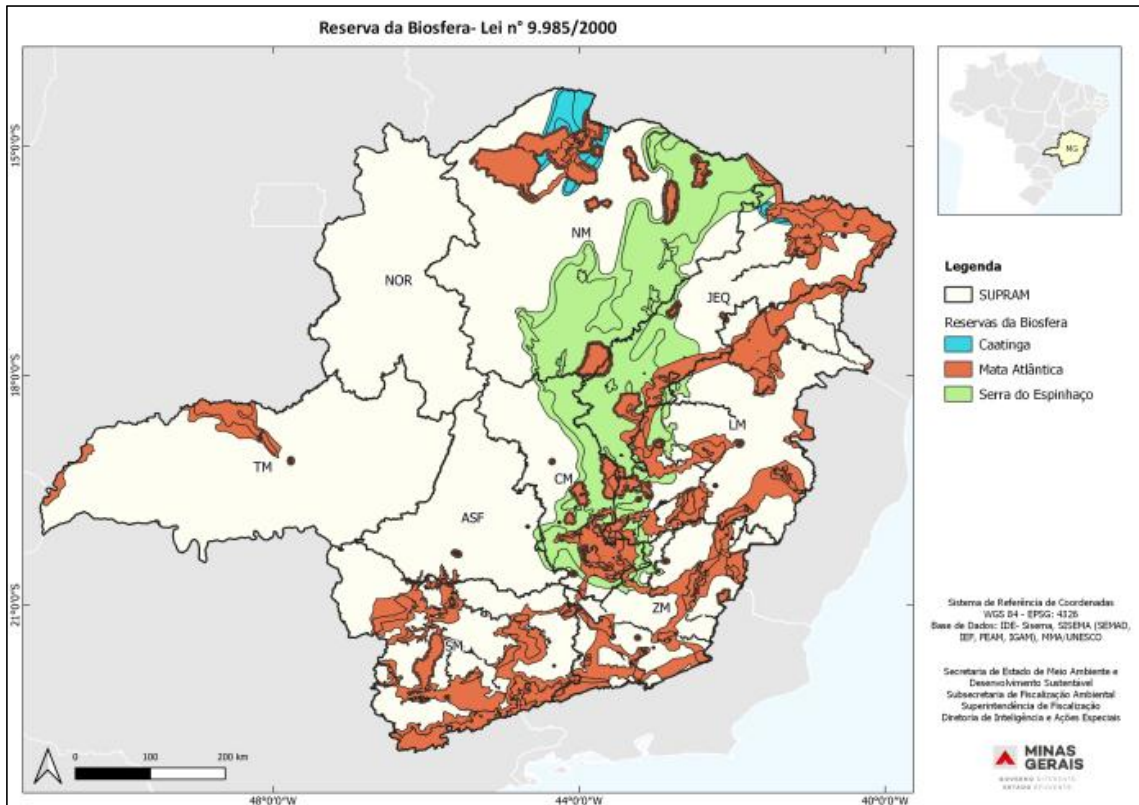 Reserva da Biosfera- Lei n° 9.985/2000
15°0'0"S
18°0'0"S
21°0'0"S
48°0'0"W
44°0'0"W
40°0'0"W
NM
NOR
JEQ
LM
TM
CM
ASF
ZM
SM
0 100 200 km
MG
Legenda
SUPRAM
Reservas da Biosfera
Caatinga
Mata Atlântica
Serra do Espinhaço
Sistema de Referência de Coordenadas
WGS 84 - EPSG: 4326
Base de Dados: IDE- Sisema, SISEMA (SEMAD,
IEF, FEAM, IGAM), MMA/UNESCO
Secretaria de Estado de Meio Ambiente e
Desenvolvimento Sustentável
Subsecretaria de Fiscalização Ambiental
Superintendência de Fiscalização
Diretoria de Inteligência e Ações Especiais
MINAS
GERAIS
GOVERNO DIFERENTE
ESTADO EFICIENTE